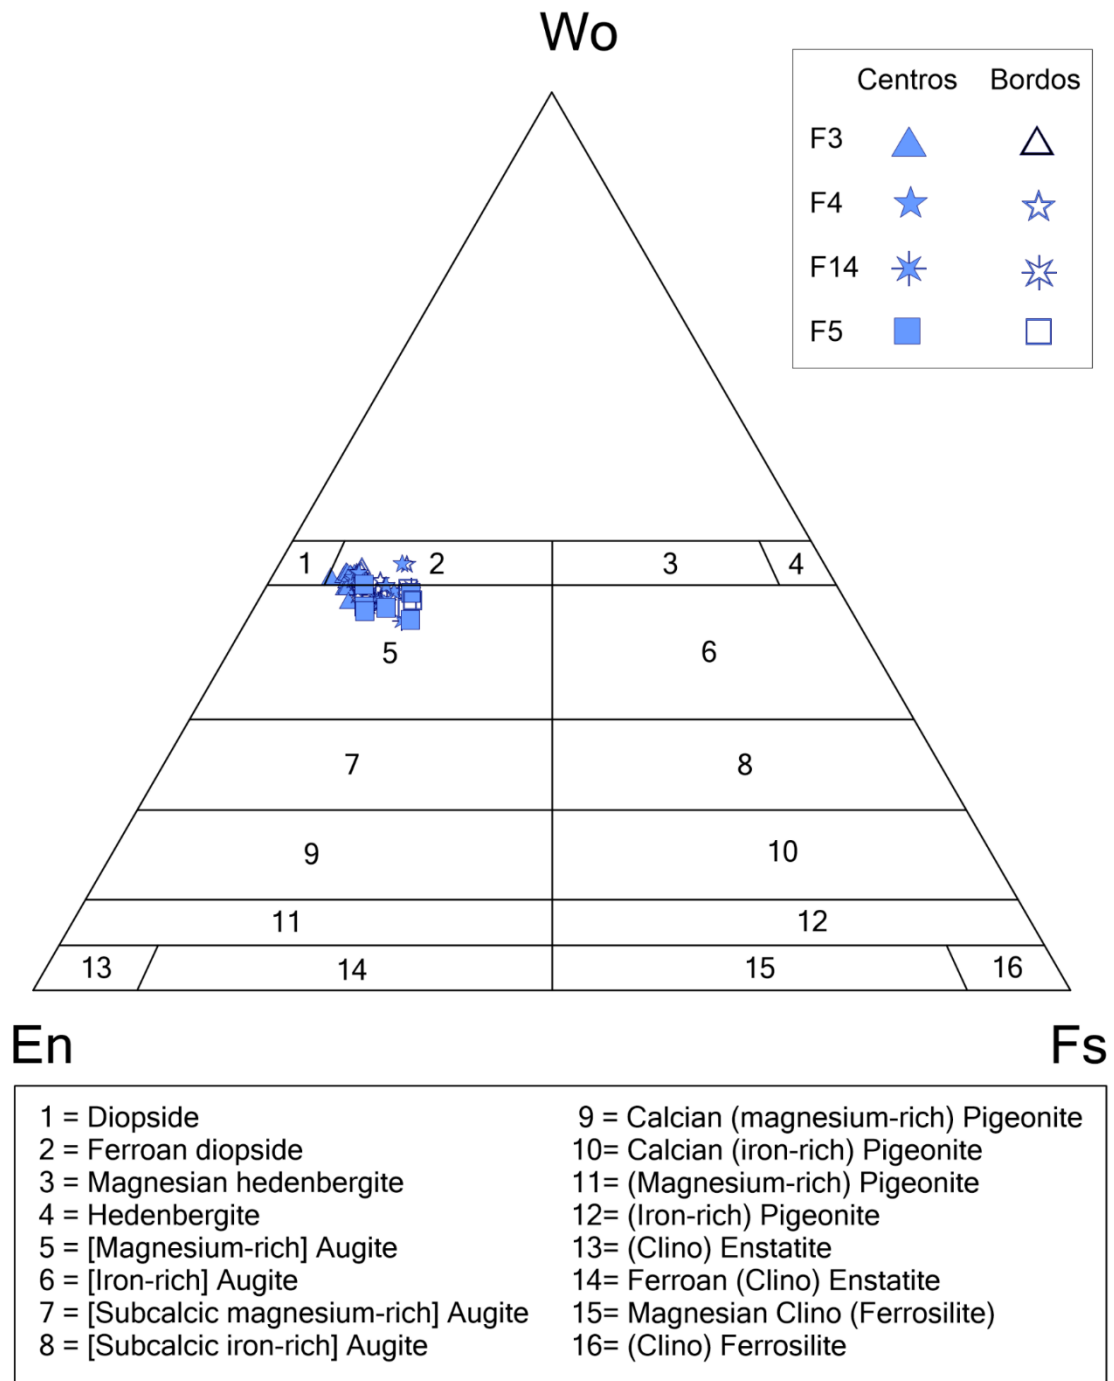 Wo
Centros Bordos
F3
F4
F14
F5
1 2 3 4
5 6
7 8
9 10
11 12
13 14 15 16
En Fs
1 = Diopside
2 = Ferroan diopside
3 = Magnesian hedenbergite
4 = Hedenbergite
5 = [Magnesium-rich] Augite
6 = [Iron-rich] Augite
7 = [Subcalcic magnesium-rich] Augite
8 = [Subcalcic iron-rich] Augite
9 = Calcian (magnesium-rich) Pigeonite
10= Calcian (iron-rich) Pigeonite
11= (Magnesium-rich) Pigeonite
12= (Iron-rich) Pigeonite
13= (Clino) Enstatite
14= Ferroan (Clino) Enstatite
15= Magnesian Clino (Ferrosilite)
16= (Clino) Ferrosilite